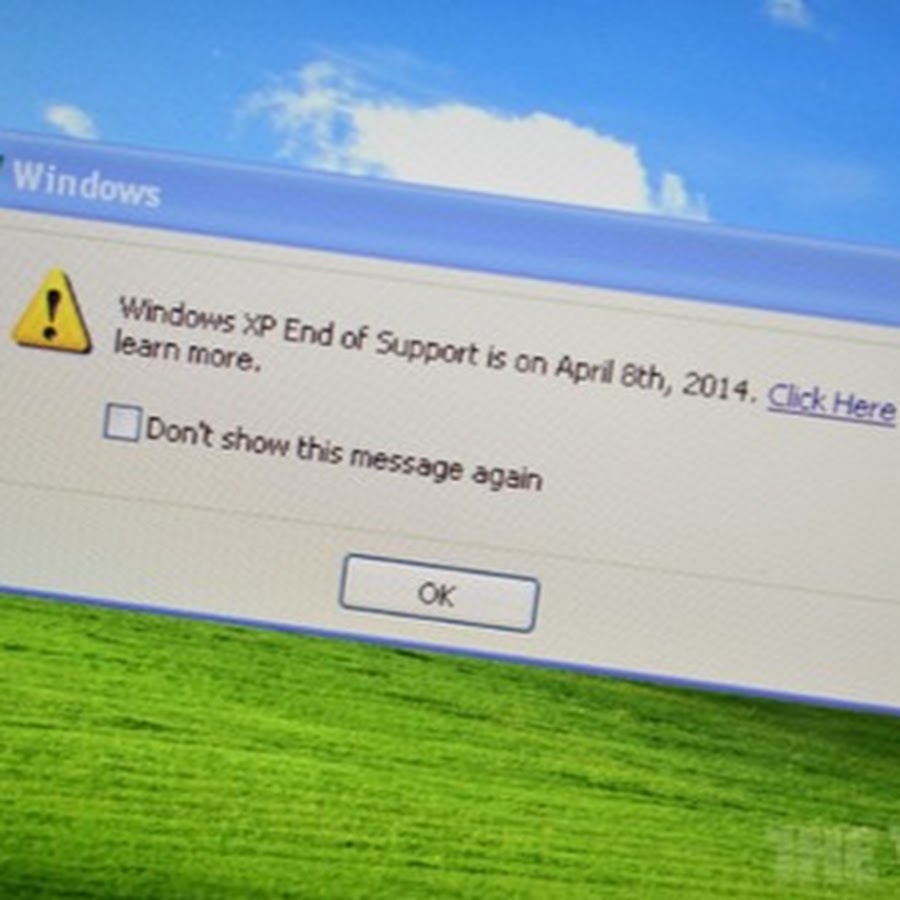 Windows
Windows XP End of Support is on April 8th, 2014. Click Here
learn more.
Don't show this message again
OK
THE